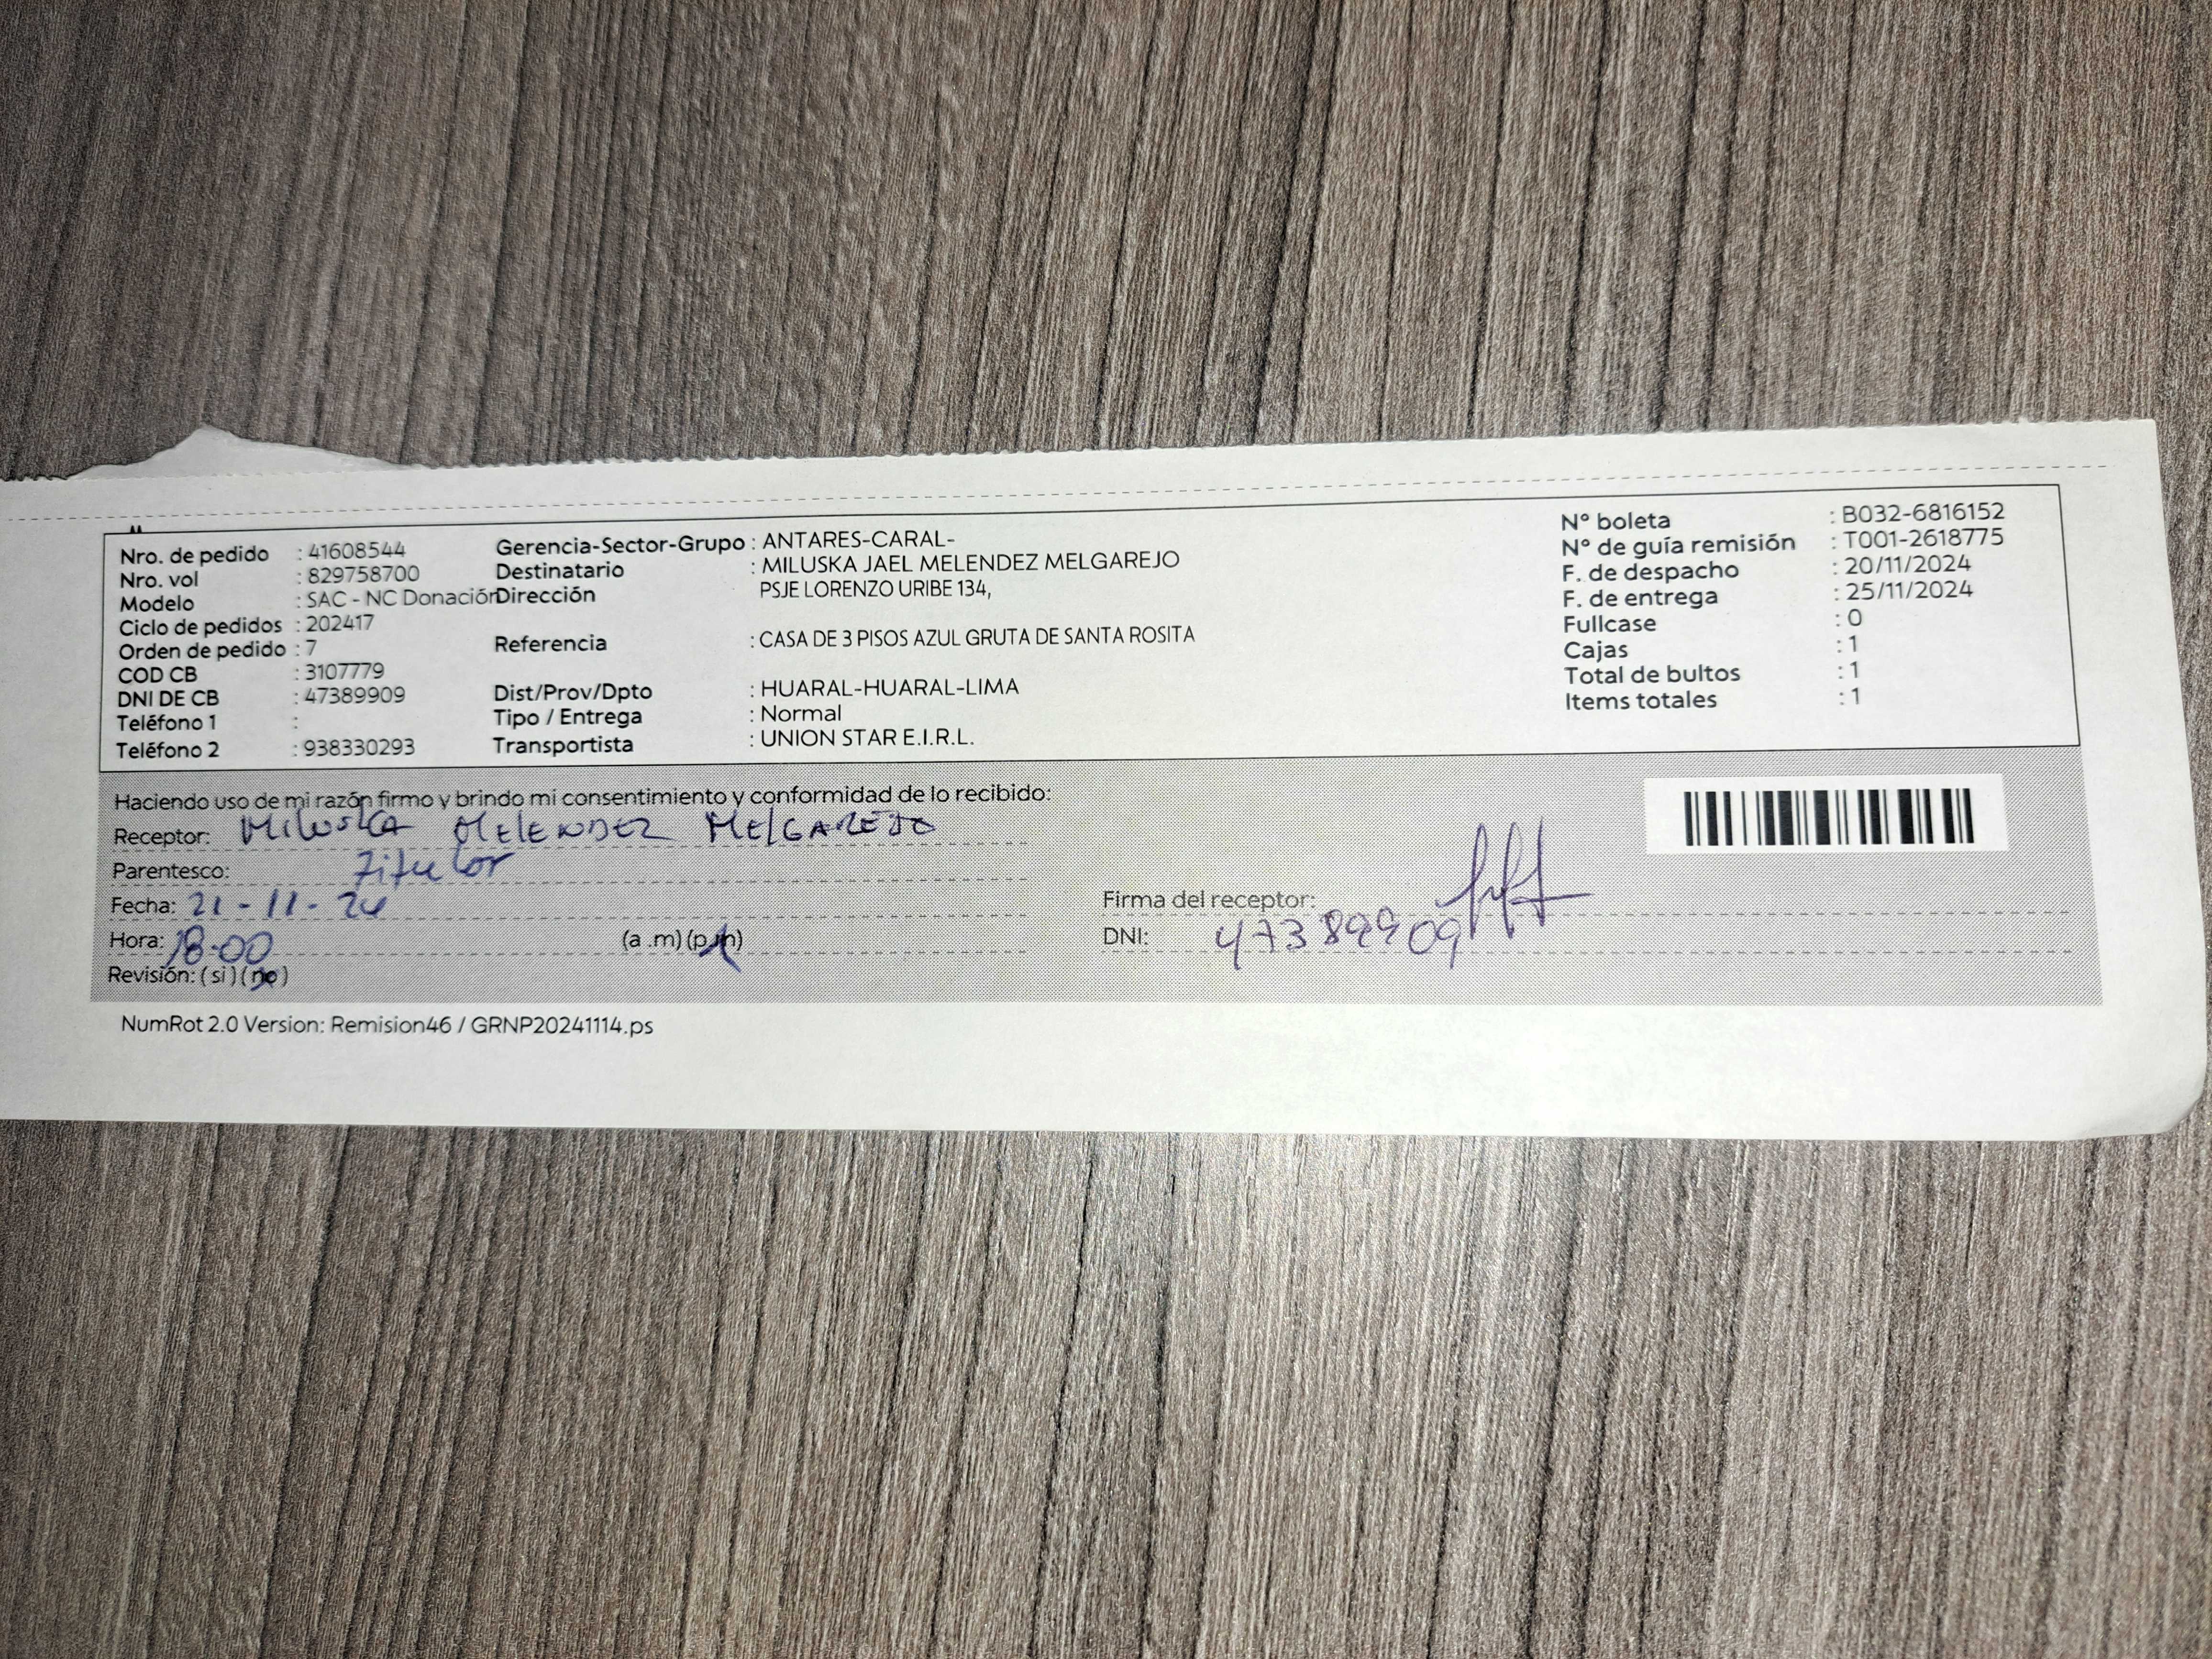 Nro. de pedido : 41608544
Nro. vol : 829758700
Modelo : SAC - NC Donación
Ciclo de pedidos : 202417
Orden de pedido : 7
COD CB : 3107779
DNI DE CB : 47389909
Teléfono 1 :
Teléfono 2 : 938330293
Gerencia-Sector-Grupo : ANTARES-CARAL-
Destinatario : MILUSKA JAEL MELENDEZ MELGAREJO
Dirección PSJE LORENZO URIBE 134,
Referencia : CASA DE 3 PISOS AZUL GRUTA DE SANTA ROSITA
Dist/Prov/Dpto : HUARAL-HUARAL-LIMA
Tipo / Entrega : Normal
Transportista : UNION STAR E.I.R.L.
N° boleta : B032-6816152
N° de guía remisión : T001-2618775
F. de despacho : 20/11/2024
F. de entrega : 25/11/2024
Fullcase : 0
Cajas : 1
Total de bultos : 1
Items totales : 1
Haciendo uso de mi razón firmo y brindo mi consentimiento y conformidad de lo recibido:
Receptor: Miluska MELENDEZ MELGAREJO
Parentesco: Titular
Fecha: 21-11-24
Hora: 18:00 (a .m) (p.m)
Revisión: (si) (no)
Firma del receptor:
DNI: 47389909
NumRot 2.0 Version: Remision46 / GRNP20241114.ps